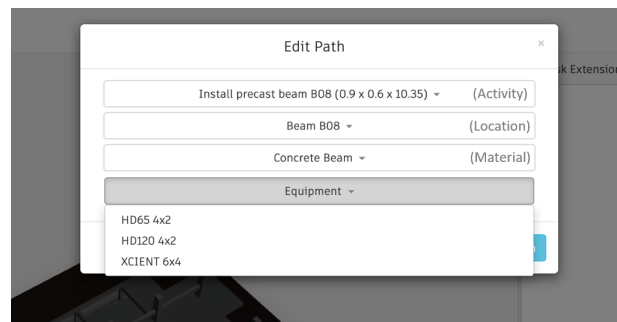 Edit Path
×
Install precast beam B08 (0.9 x 0.6 x 10.35) (Activity)
Beam B08 (Location)
Concrete Beam (Material)
Equipment
HD65 4x2
HD120 4x2
XCIENT 6x4
Extension